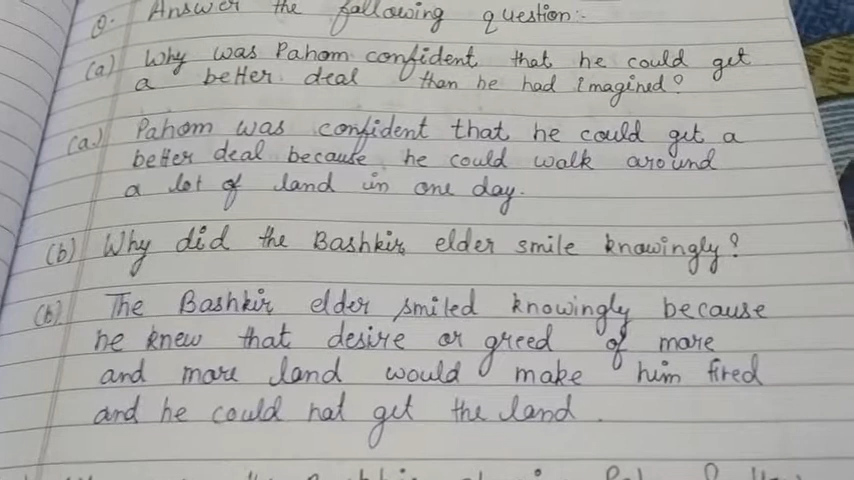 Q. Answer the following question:-
(a) Why was Pahom confident that he could get
a better deal than he had imagined?
(a) Pahom was confident that he could get a
better deal because he could walk around
a lot of land in one day.
(b) Why did the Bashkir elder smile knowingly?
(b) The Bashkir elder smiled knowingly because
he knew that desire or greed of more
and more land would make him tired
and he could not get the land.